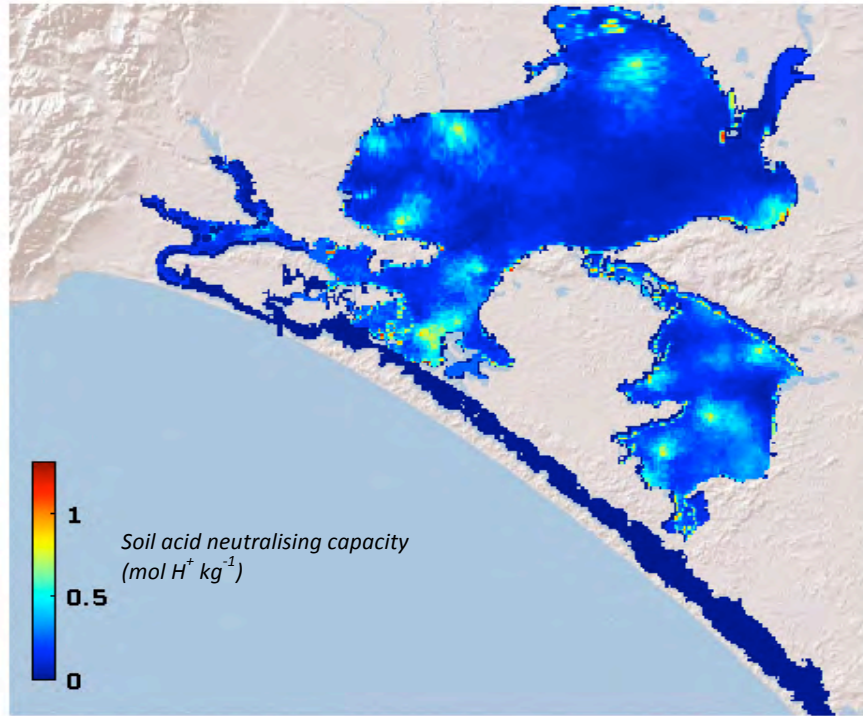 1
Soil acid neutralising capacity
(mol H⁺ kg⁻¹)
0.5
0